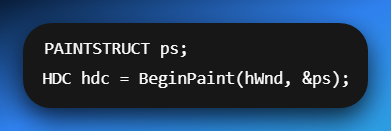 PAINTSTRUCT ps;
HDC hdc = BeginPaint(hWnd, &ps);